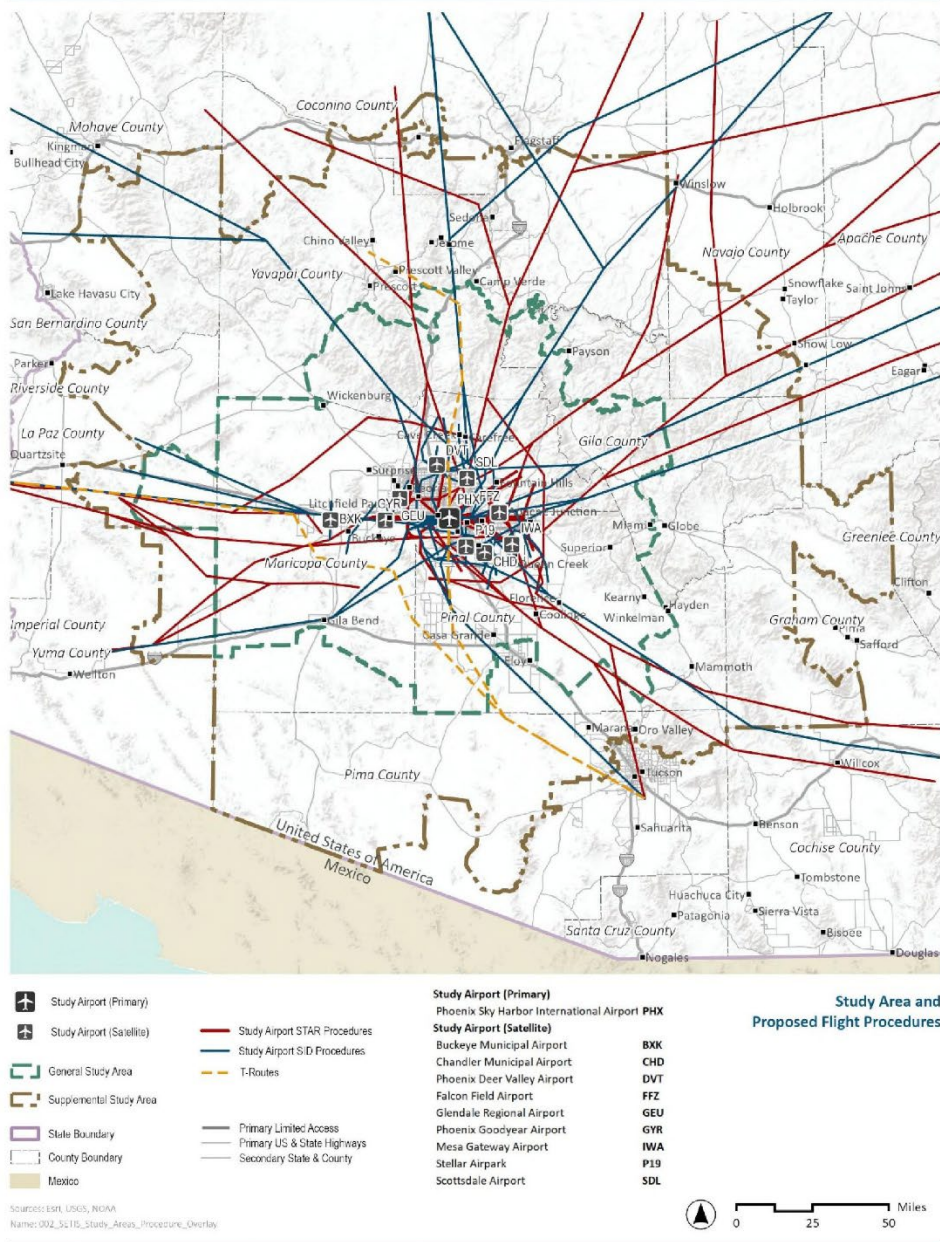 Coconino County
Mohave County
Kingman
Bullhead City
Flagstaff
Winslow
Holbrook
Sedona
Chino Valley
Jerome
Navajo County
Apache County
Yavapai County
Prescott Valley
Prescott
Camp Verde
Snowflake
Taylor
Saint Johns
Lake Havasu City
San Bernardino County
Show Low
Payson
Parker
Eagar
Riverside County
Wickenburg
La Paz County
Gila County
Quartzsite
DVT
Surprise
SDL
Fountain Hills
GYR
PHX
FFZ
BXK
GEU
P19
IWA
Miami
Globe
Buckeye
Superior
Greenlee County
Maricopa County
CHD
Queen Creek
Clifton
Kearny
Florence
Hayden
Winkelman
Graham County
Imperial County
Gila Bend
Pinal County
Coolidge
Pima
Safford
Casa Grande
Yuma County
Eloy
Mammoth
Wellton
Marana
Oro Valley
Willcox
Pima County
Tucson
Sahuarita
Benson
Cochise County
United States of America
Mexico
Tombstone
Huachuca City
Sierra Vista
Patagonia
Santa Cruz County
Bisbee
Nogales
Douglas
Study Airport (Primary)
Study Airport (Satellite)
General Study Area
Supplemental Study Area
State Boundary
County Boundary
Mexico
Study Airport STAR Procedures
Study Airport SID Procedures
T-Routes
Primary Limited Access
Primary US & State Highways
Secondary State & County
Study Airport (Primary)
Phoenix Sky Harbor International Airport PHX
Study Airport (Satellite)
Buckeye Municipal Airport BXK
Chandler Municipal Airport CHD
Phoenix Deer Valley Airport DVT
Falcon Field Airport FFZ
Glendale Regional Airport GEU
Phoenix Goodyear Airport GYR
Mesa Gateway Airport IWA
Stellar Airpark P19
Scottsdale Airport SDL
Study Area and
Proposed Flight Procedures
Miles
0 25 50
Sources: Esri, USGS, NOAA
Name: 002_SETIS_Study_Areas_Procedure_Overlay